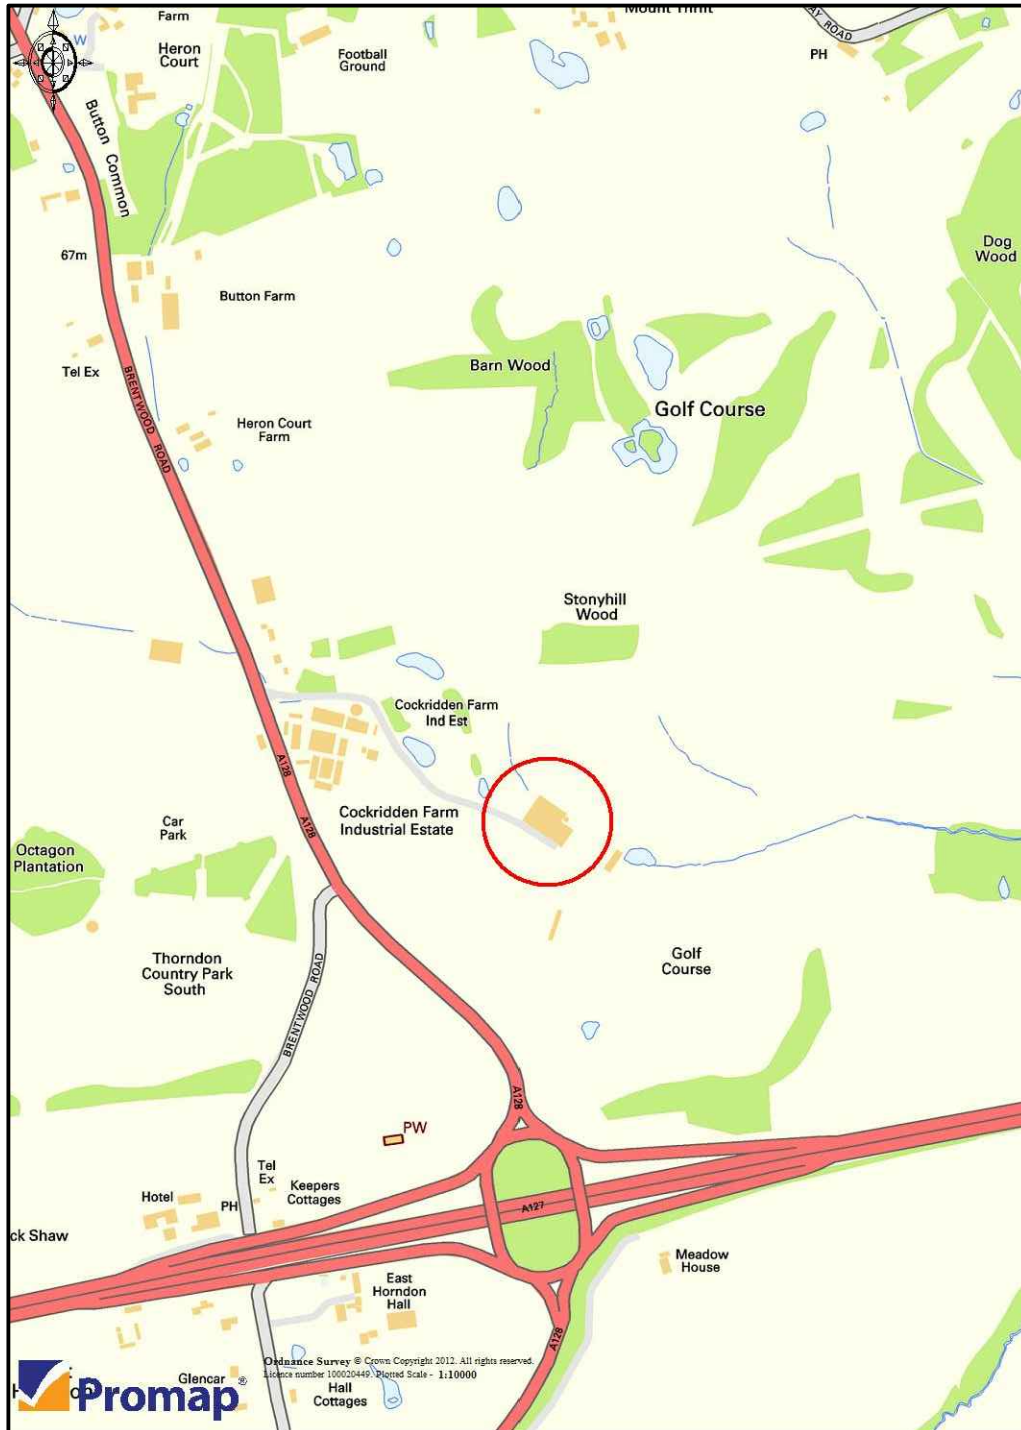 Farm
Mount Thrift
AY ROAD
W
Heron
Court
Football
Ground
PH
Button Common
67m
Dog
Wood
Button Farm
Tel Ex
BRENTWOOD ROAD
Barn Wood
Golf Course
Heron Court
Farm
Stonyhill
Wood
Cockridden Farm
Ind Est
A128
Cockridden Farm
Industrial Estate
A128
Car
Park
Octagon
Plantation
Thorndon
Country Park
South
Golf
Course
BRENTWOOD ROAD
A128
PW
Tel
Ex
Keepers
Cottages
Hotel
PH
A127
ck Shaw
Meadow
House
East
Horndon
Hall
A128
Ordnance Survey © Crown Copyright 2012. All rights reserved.
Licence number 100020449. Plotted Scale - 1:10000
Promap®
Glencar
Hall
Cottages